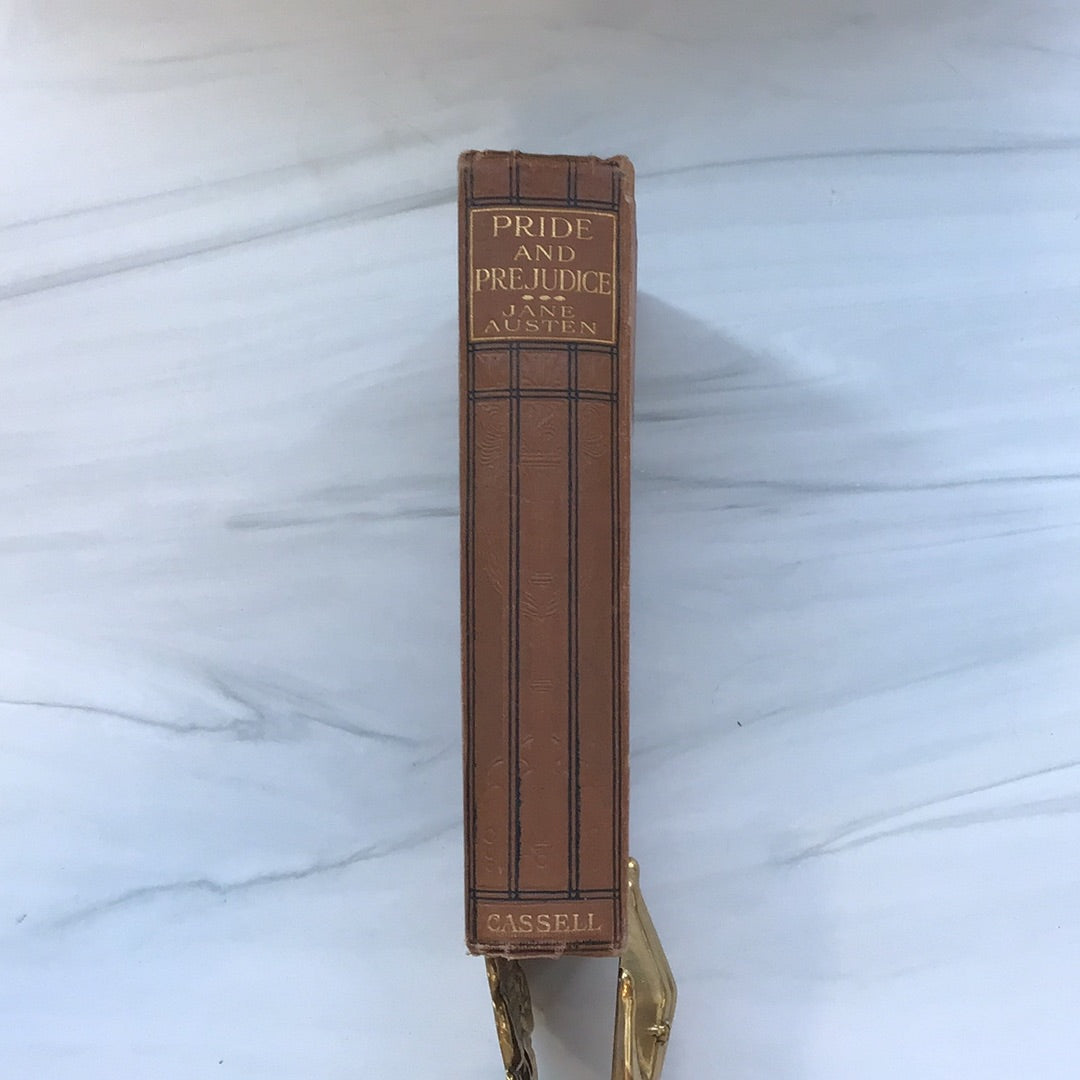 PRIDE
AND
PREJUDICE
JANE
AUSTEN
CASSELL